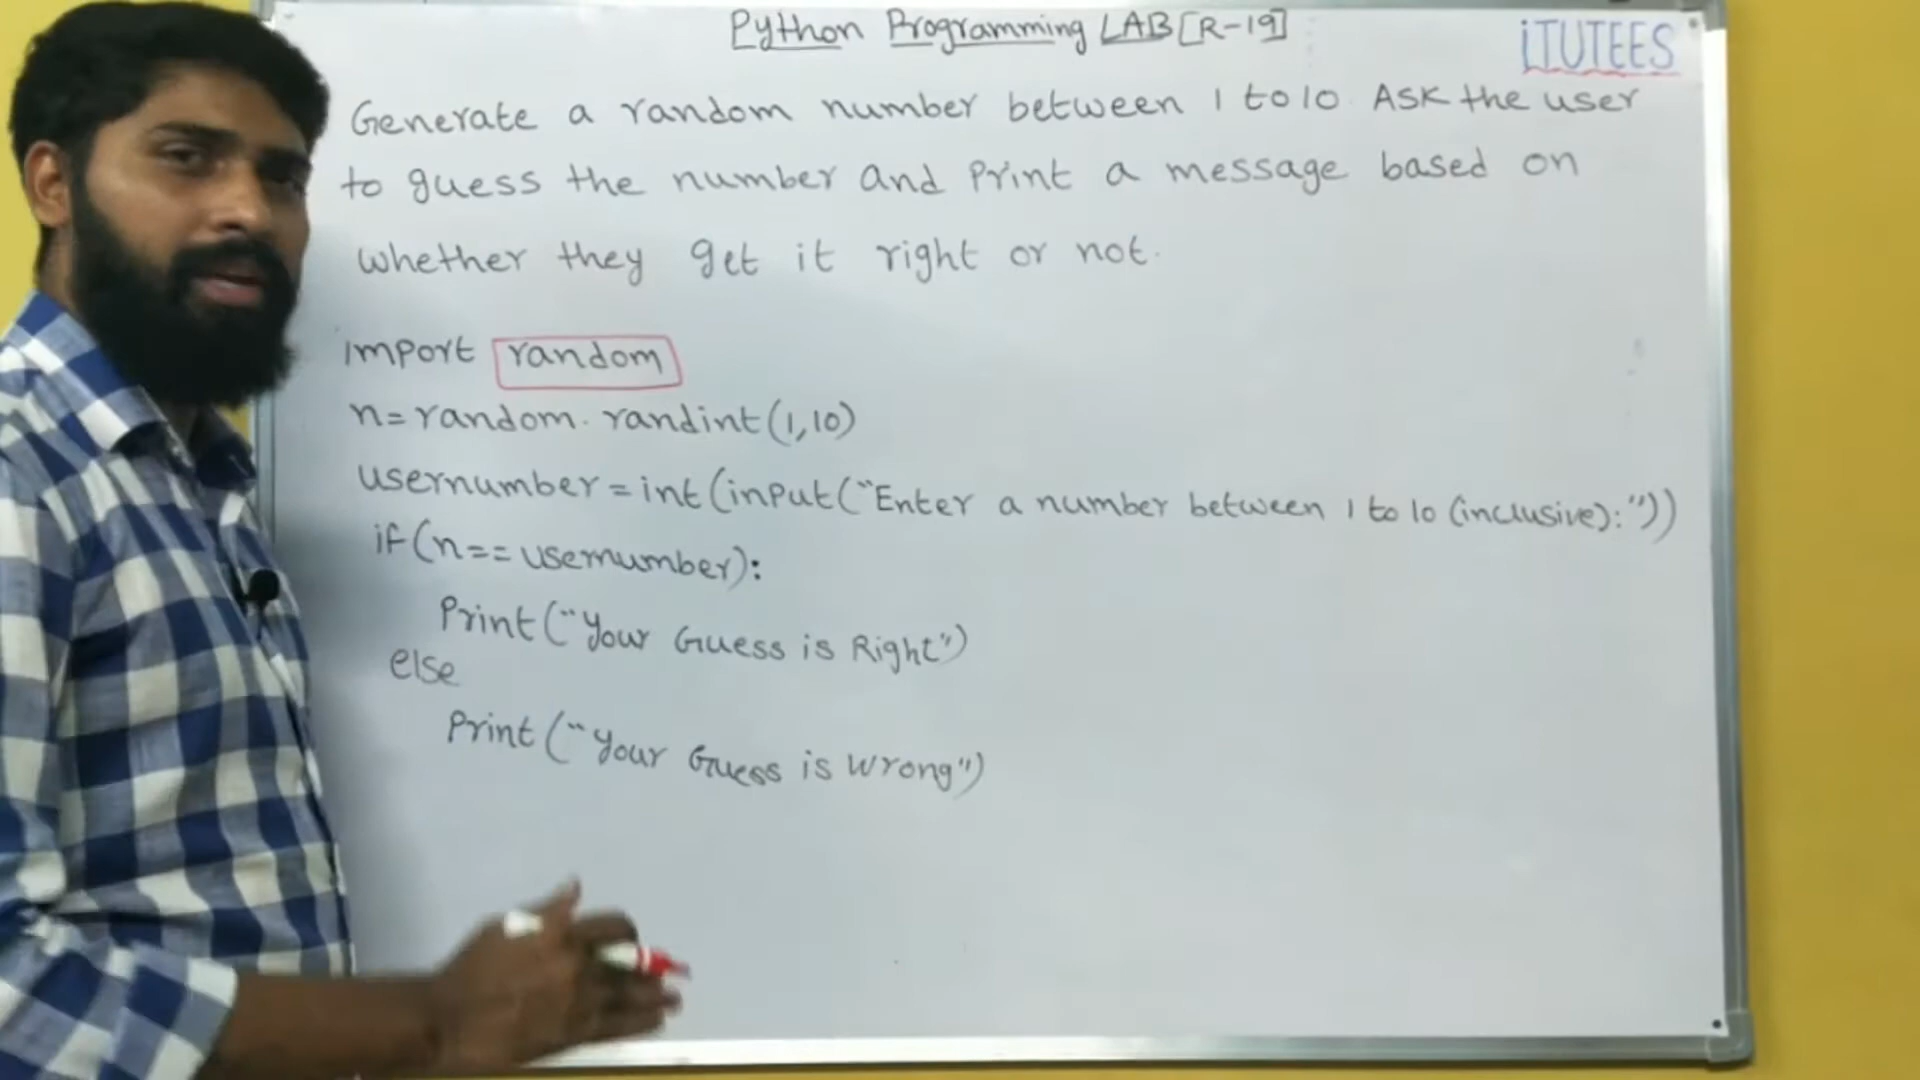 Python Programming LAB [R-19]
iTUTEES
Generate a random number between 1 to 10. ASK the user
to guess the number and Print a message based on
whether they get it right or not.
import random
n=random.randint(1,10)
usernumber=int(input("Enter a number between 1 to 10 (inclusive):"))
if(n==usernumber):
Print("Your Guess is Right")
else
Print("Your Guess is Wrong")